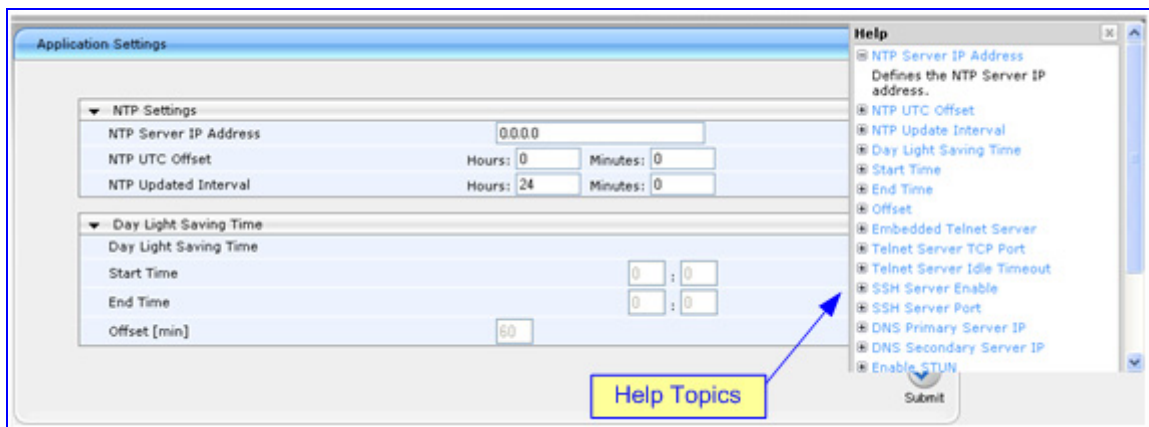 Application Settings
NTP Settings
NTP Server IP Address 0.0.0.0
NTP UTC Offset Hours: 0 Minutes: 0
NTP Updated Interval Hours: 24 Minutes: 0
Day Light Saving Time
Day Light Saving Time
Start Time 0 : 0
End Time 0 : 0
Offset [min] 60
Help
NTP Server IP Address
Defines the NTP Server IP
address.
NTP UTC Offset
NTP Update Interval
Day Light Saving Time
Start Time
End Time
Offset
Embedded Telnet Server
Telnet Server TCP Port
Telnet Server Idle Timeout
SSH Server Enable
SSH Server Port
DNS Primary Server IP
DNS Secondary Server IP
Enable STUN
Help Topics
Submit